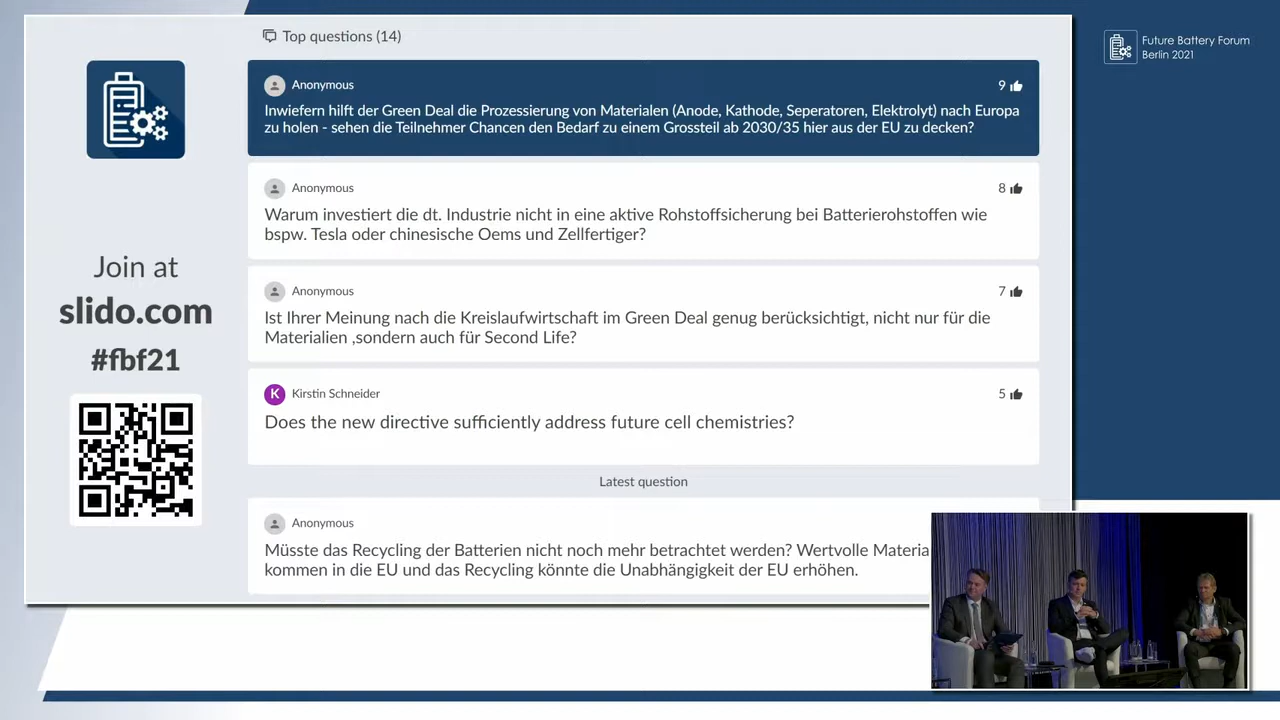 Top questions (14)
Future Battery Forum
Berlin 2021
Anonymous
9
Inwiefern hilft der Green Deal die Prozessierung von Materialen (Anode, Kathode, Seperatoren, Elektrolyt) nach Europa
zu holen - sehen die Teilnehmer Chancen den Bedarf zu einem Grossteil ab 2030/35 hier aus der EU zu decken?
Anonymous
8
Warum investiert die dt. Industrie nicht in eine aktive Rohstoffsicherung bei Batterierohstoffen wie
bspw. Tesla oder chinesische Oems und Zellfertiger?
Join at
slido.com
#fbf21
Anonymous
7
Ist Ihrer Meinung nach die Kreislaufwirtschaft im Green Deal genug berücksichtigt, nicht nur für die
Materialien ,sondern auch für Second Life?
K
Kirstin Schneider
5
Does the new directive sufficiently address future cell chemistries?
Latest question
Anonymous
Müsste das Recycling der Batterien nicht noch mehr betrachtet werden? Wertvolle Materia
kommen in die EU und das Recycling könnte die Unabhängigkeit der EU erhöhen.